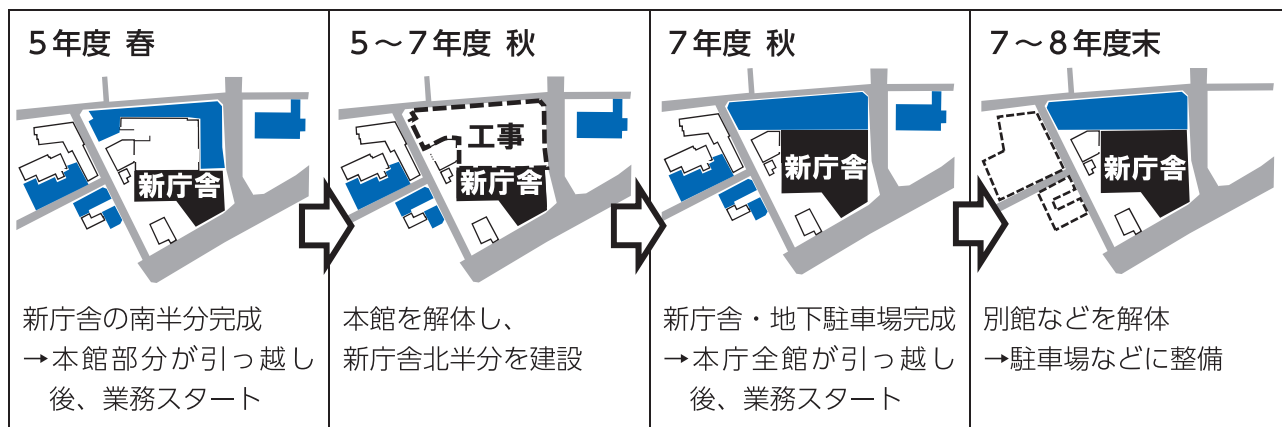 5年度 春
新庁舎
新庁舎の南半分完成
→本館部分が引っ越し
後、業務スタート
5〜7年度 秋
工事
新庁舎
本館を解体し、
新庁舎北半分を建設
7年度 秋
新庁舎
新庁舎・地下駐車場完成
→本庁全館が引っ越し
後、業務スタート
7〜8年度末
新庁舎
別館などを解体
→駐車場などに整備